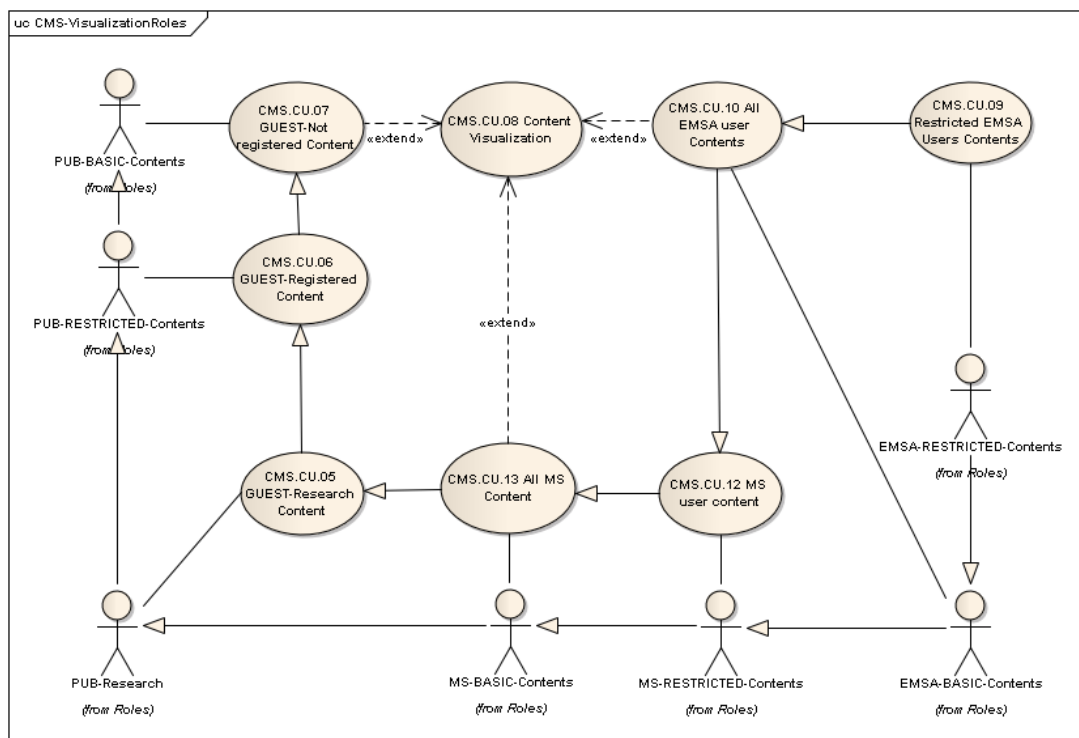 uc CMS-VisualizationRoles
CMS.CU.07
GUEST-Not
registered Content
CMS.CU.08 Content
Visualization
CMS.CU.10 All
EMSA user
Contents
CMS.CU.09
Restricted EMSA
Users Contents
«extend»
«extend»
PUB-BASIC-Contents
(from Roles)
CMS.CU.06
GUEST-Registered
Content
PUB-RESTRICTED-Contents
(from Roles)
«extend»
EMSA-RESTRICTED-Contents
(from Roles)
CMS.CU.05
GUEST-Research
Content
CMS.CU.13 All MS
Content
CMS.CU.12 MS
user content
PUB-Research
(from Roles)
MS-BASIC-Contents
(from Roles)
MS-RESTRICTED-Contents
(from Roles)
EMSA-BASIC-Contents
(from Roles)